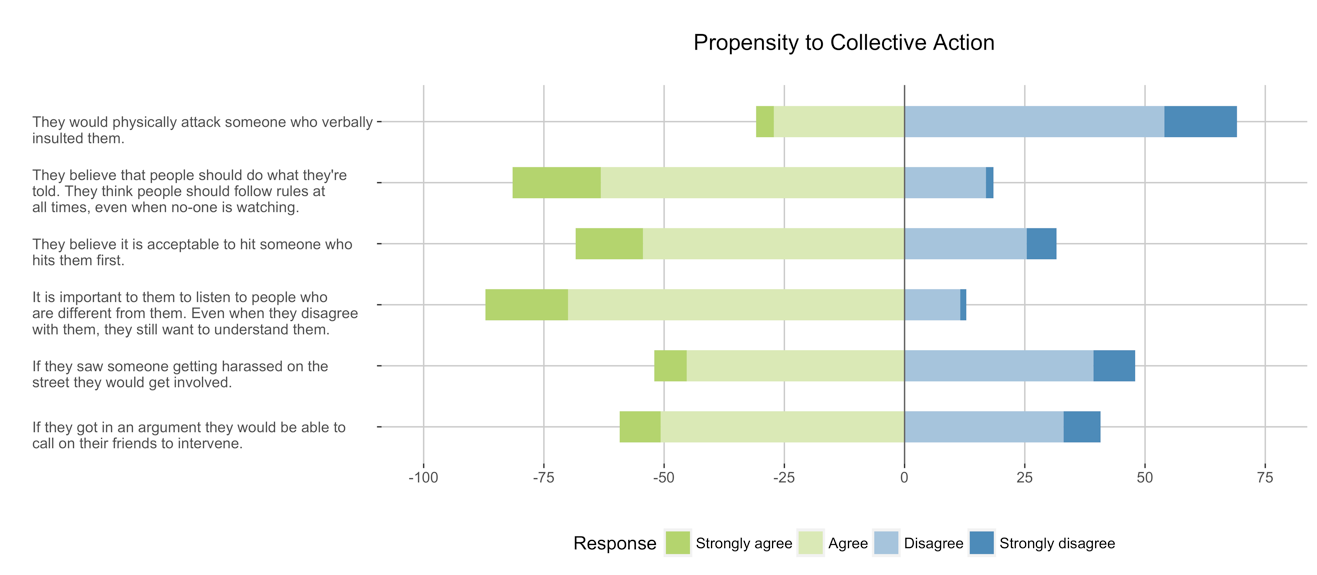 Propensity to Collective Action
They would physically attack someone who verbally
insulted them.
They believe that people should do what they're
told. They think people should follow rules at
all times, even when no-one is watching.
They believe it is acceptable to hit someone who
hits them first.
It is important to them to listen to people who
are different from them. Even when they disagree
with them, they still want to understand them.
If they saw someone getting harassed on the
street they would get involved.
If they got in an argument they would be able to
call on their friends to intervene.
-100 -75 -50 -25 0 25 50 75
Response Strongly agree Agree Disagree Strongly disagree